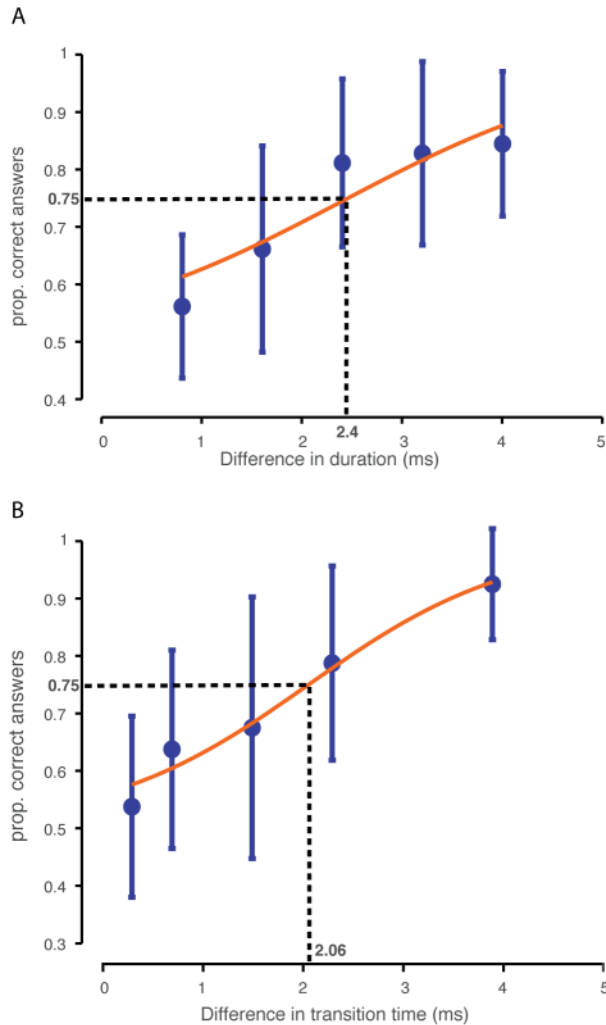 A
1
0.9
0.8
0.75
0.7
0.6
0.5
0.4
prop. correct answers
0 1 2 3 4 5
2.4
Difference in duration (ms)
B
1
0.9
0.8
0.75
0.7
0.6
0.5
0.4
0.3
prop. correct answers
2.06
0 1 2 3 4 5
Difference in transition time (ms)